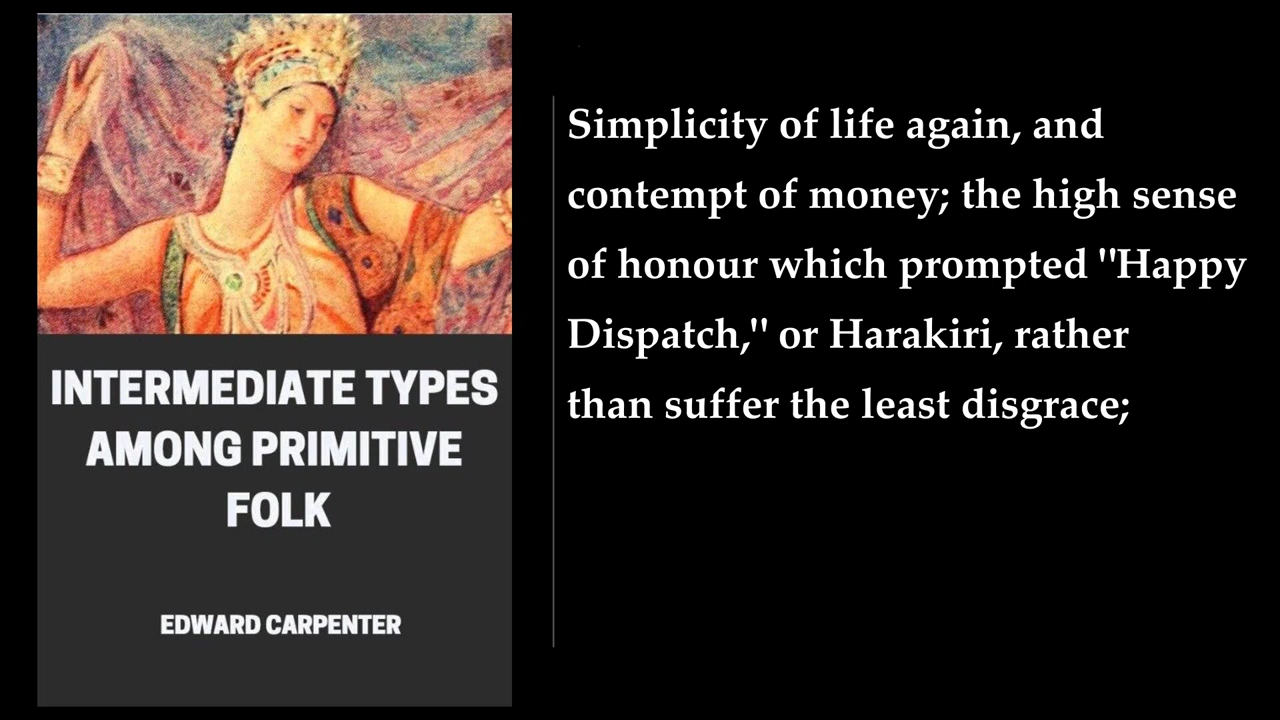 INTERMEDIATE TYPES
AMONG PRIMITIVE
FOLK
EDWARD CARPENTER
Simplicity of life again, and
contempt of money; the high sense
of honour which prompted "Happy
Dispatch," or Harakiri, rather
than suffer the least disgrace;